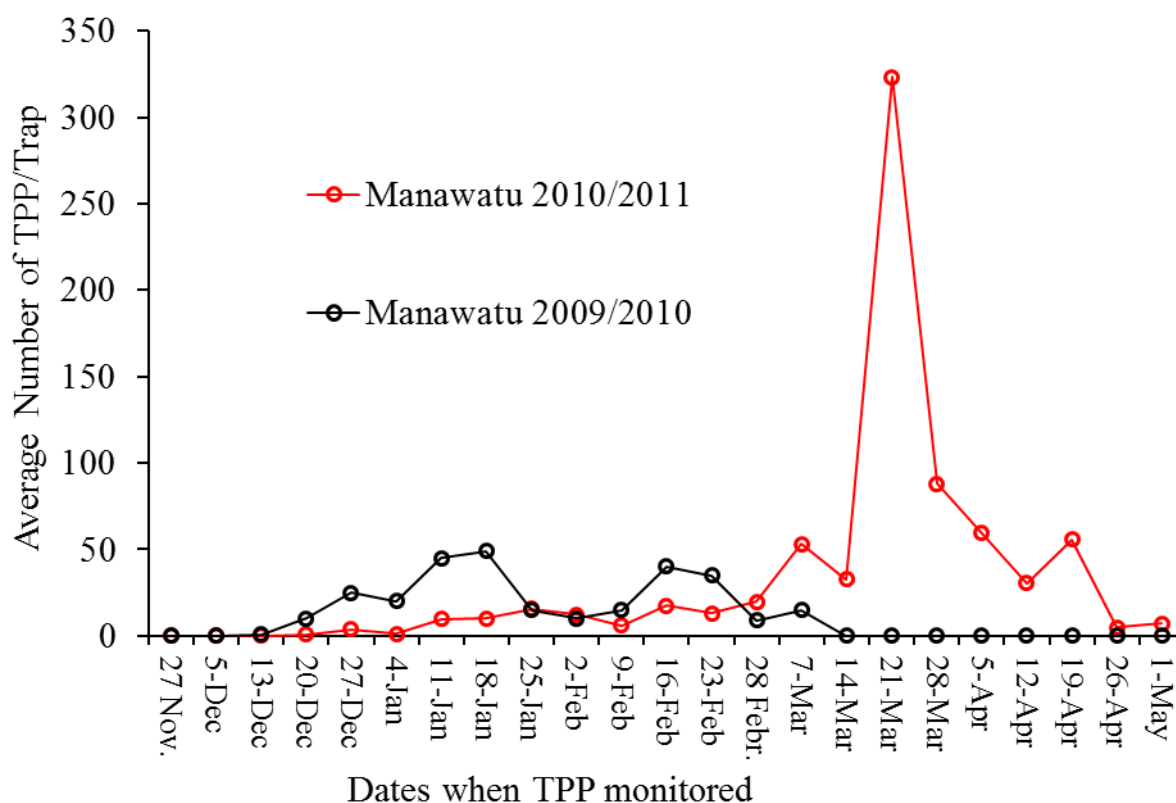 350
300
250
200
150
100
50
0
Average Number of TPP/Trap
Manawatu 2010/2011
Manawatu 2009/2010
27 Nov.
5-Dec
13-Dec
20-Dec
27-Dec
4-Jan
11-Jan
18-Jan
25-Jan
2-Feb
9-Feb
16-Feb
23-Feb
28 Febr.
7-Mar
14-Mar
21-Mar
28-Mar
5-Apr
12-Apr
19-Apr
26-Apr
1-May
Dates when TPP monitored